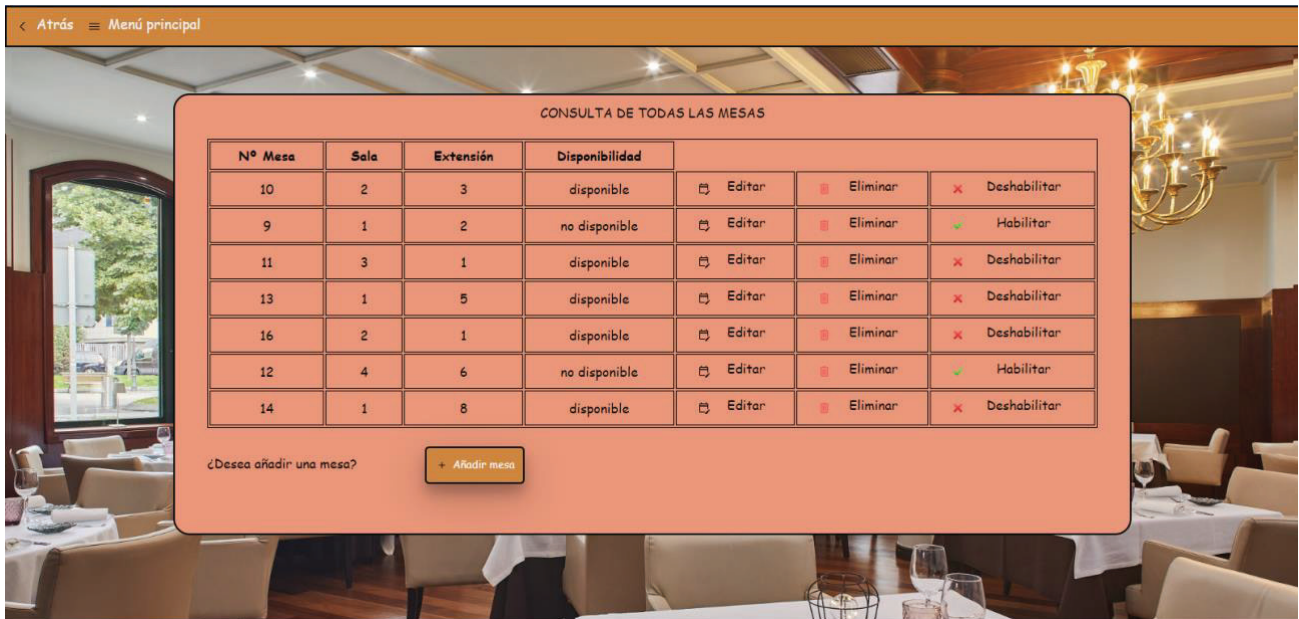 Atrás Menú principal
CONSULTA DE TODAS LAS MESAS
Nº Mesa Sala Extensión Disponibilidad
10 2 3 disponible Editar Eliminar Deshabilitar
9 1 2 no disponible Editar Eliminar Habilitar
11 3 1 disponible Editar Eliminar Deshabilitar
13 1 5 disponible Editar Eliminar Deshabilitar
16 2 1 disponible Editar Eliminar Deshabilitar
12 4 6 no disponible Editar Eliminar Habilitar
14 1 8 disponible Editar Eliminar Deshabilitar
¿Desea añadir una mesa? + Añadir mesa